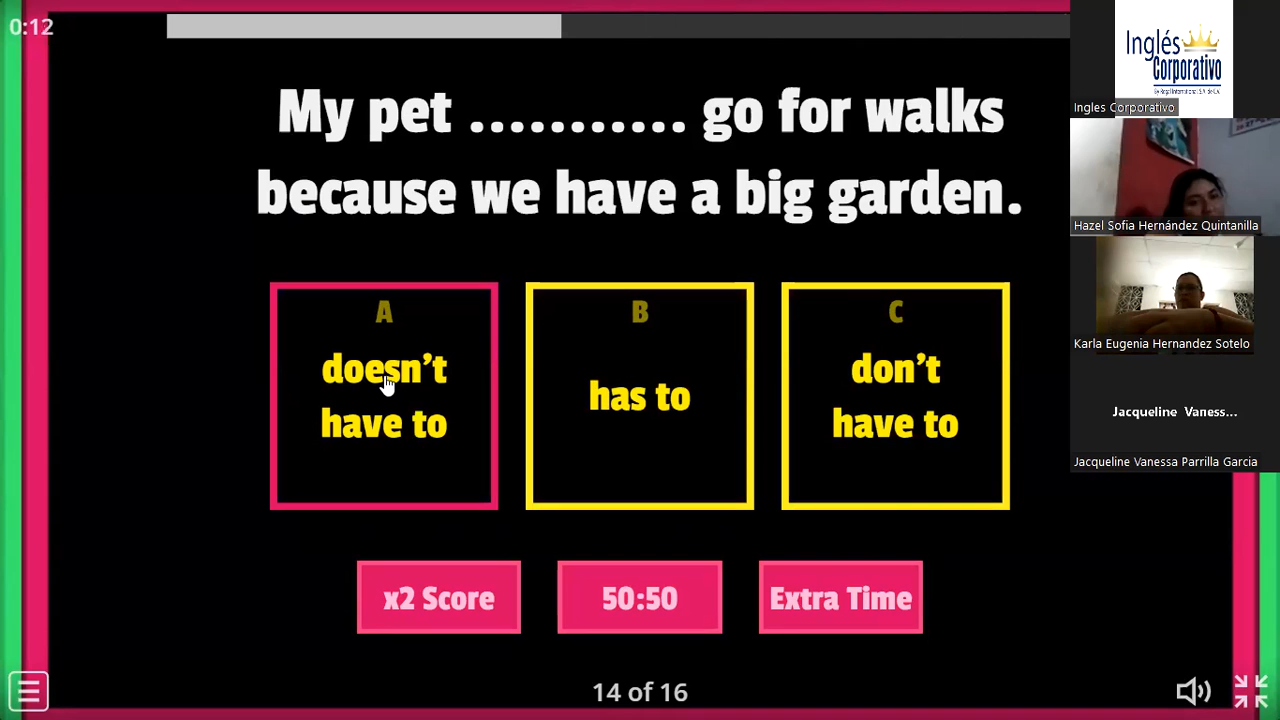 0:12
My pet ........... go for walks
because we have a big garden.
A
doesn't
have to
B
has to
C
don't
have to
x2 Score
50:50
Extra Time
14 of 16
Inglés
Corporativo
Ingles Corporativo
Hazel Sofia Hernández Quintanilla
Karla Eugenia Hernandez Sotelo
Jacqueline Vaness...
Jacqueline Vanessa Parrilla Garcia